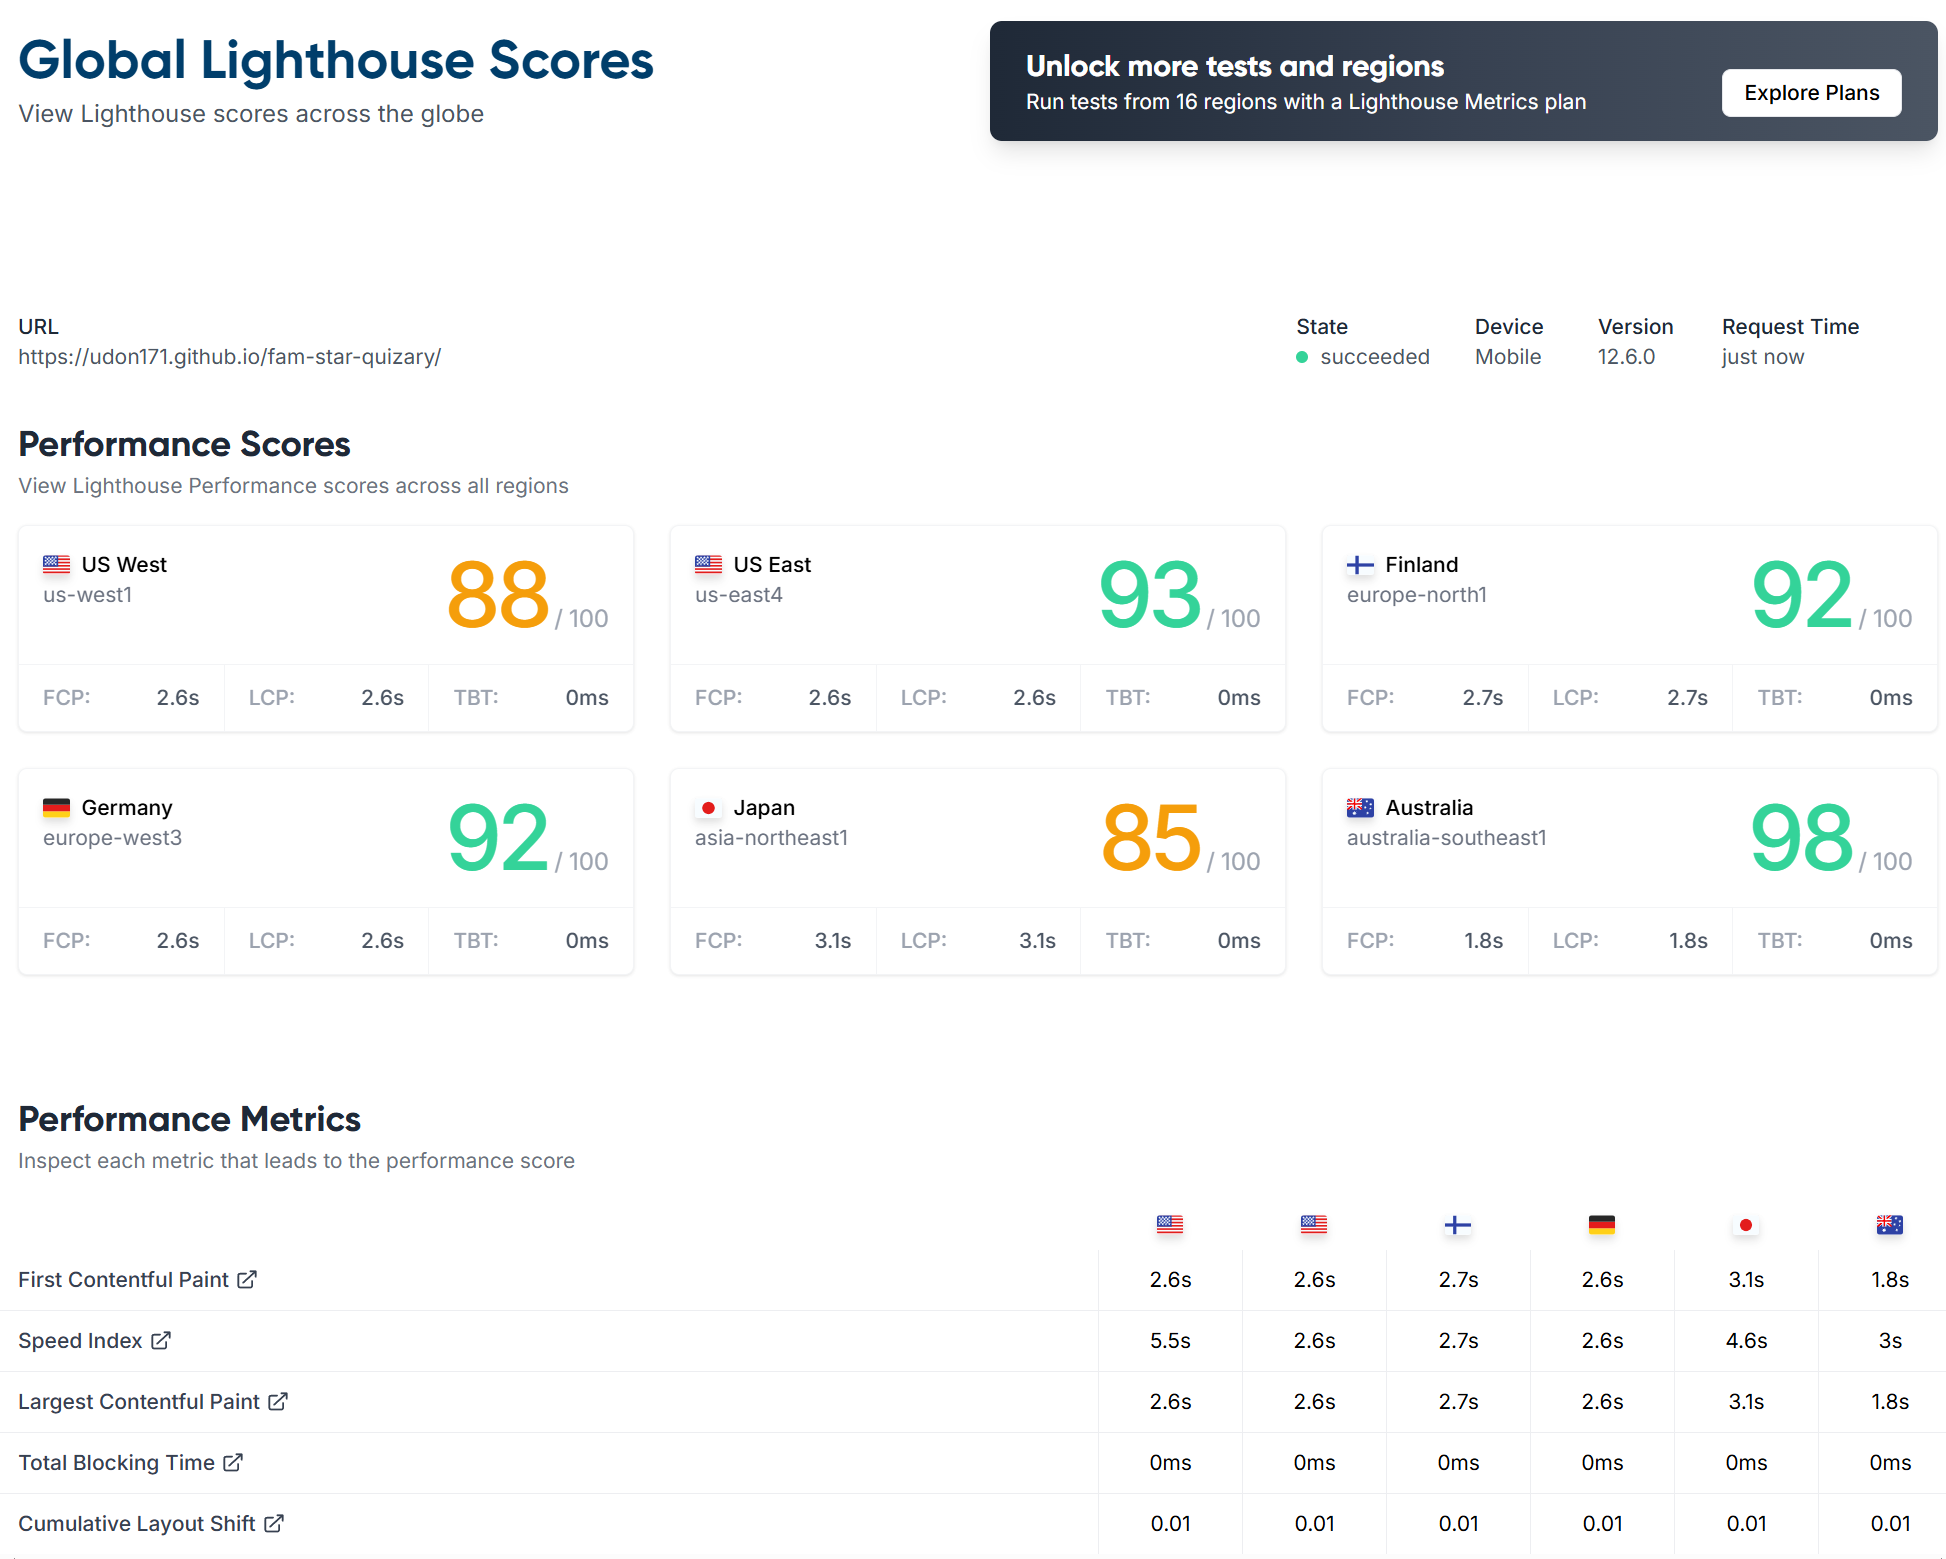 Global Lighthouse Scores
View Lighthouse scores across the globe
Unlock more tests and regions
Run tests from 16 regions with a Lighthouse Metrics plan
Explore Plans
URL
https://udon171.github.io/fam-star-quizary/
State Device Version Request Time
succeeded Mobile 12.6.0 just now
Performance Scores
View Lighthouse Performance scores across all regions
US West
us-west1
88 / 100
FCP: 2.6s LCP: 2.6s TBT: 0ms
US East
us-east4
93 / 100
FCP: 2.6s LCP: 2.6s TBT: 0ms
Finland
europe-north1
92 / 100
FCP: 2.7s LCP: 2.7s TBT: 0ms
Germany
europe-west3
92 / 100
FCP: 2.6s LCP: 2.6s TBT: 0ms
Japan
asia-northeast1
85 / 100
FCP: 3.1s LCP: 3.1s TBT: 0ms
Australia
australia-southeast1
98 / 100
FCP: 1.8s LCP: 1.8s TBT: 0ms
Performance Metrics
Inspect each metric that leads to the performance score
First Contentful Paint 2.6s 2.6s 2.7s 2.6s 3.1s 1.8s
Speed Index 5.5s 2.6s 2.7s 2.6s 4.6s 3s
Largest Contentful Paint 2.6s 2.6s 2.7s 2.6s 3.1s 1.8s
Total Blocking Time 0ms 0ms 0ms 0ms 0ms 0ms
Cumulative Layout Shift 0.01 0.01 0.01 0.01 0.01 0.01